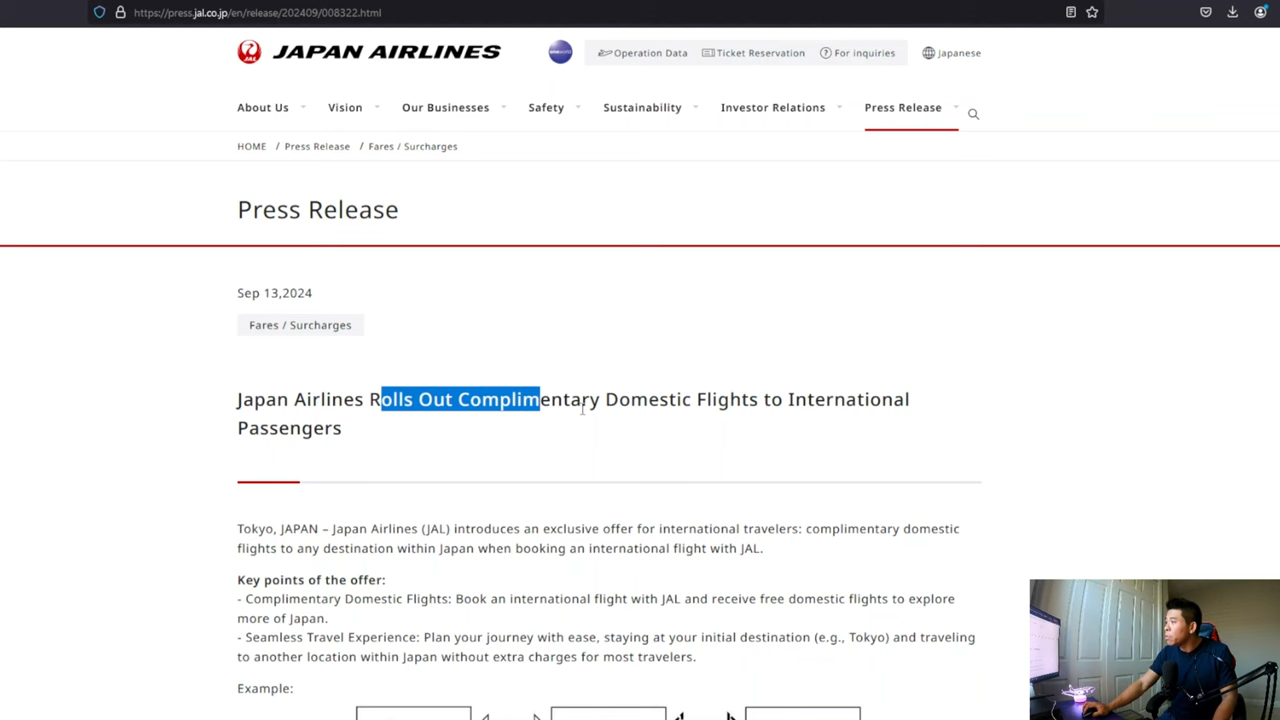 https://press.jal.co.jp/en/release/202409/008322.html
JAL JAPAN AIRLINES
oneworld
Operation Data
Ticket Reservation
For inquiries
Japanese
About Us
Vision
Our Businesses
Safety
Sustainability
Investor Relations
Press Release
HOME / Press Release / Fares / Surcharges
Press Release
Sep 13,2024
Fares / Surcharges
Japan Airlines Rolls Out Complimentary Domestic Flights to International
Passengers
Tokyo, JAPAN – Japan Airlines (JAL) introduces an exclusive offer for international travelers: complimentary domestic
flights to any destination within Japan when booking an international flight with JAL.
Key points of the offer:
- Complimentary Domestic Flights: Book an international flight with JAL and receive free domestic flights to explore
more of Japan.
- Seamless Travel Experience: Plan your journey with ease, staying at your initial destination (e.g., Tokyo) and traveling
to another location within Japan without extra charges for most travelers.
Example: